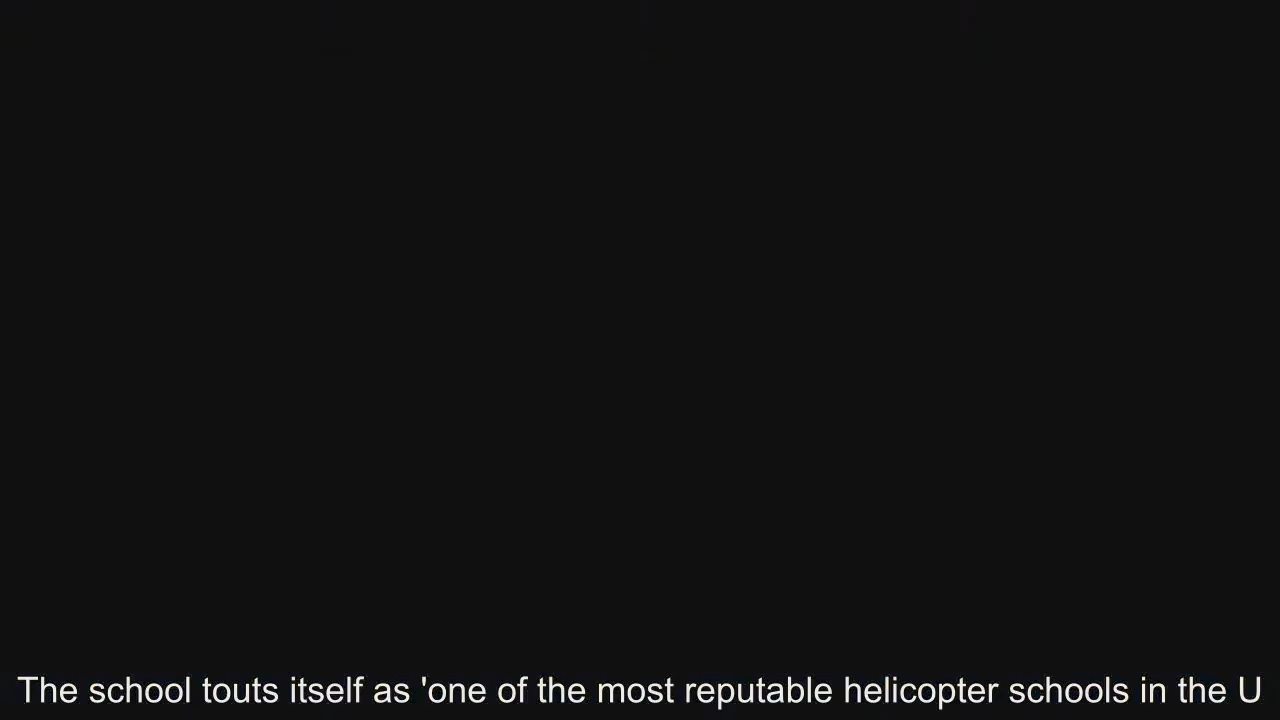 The school touts itself as 'one of the most reputable helicopter schools in the U